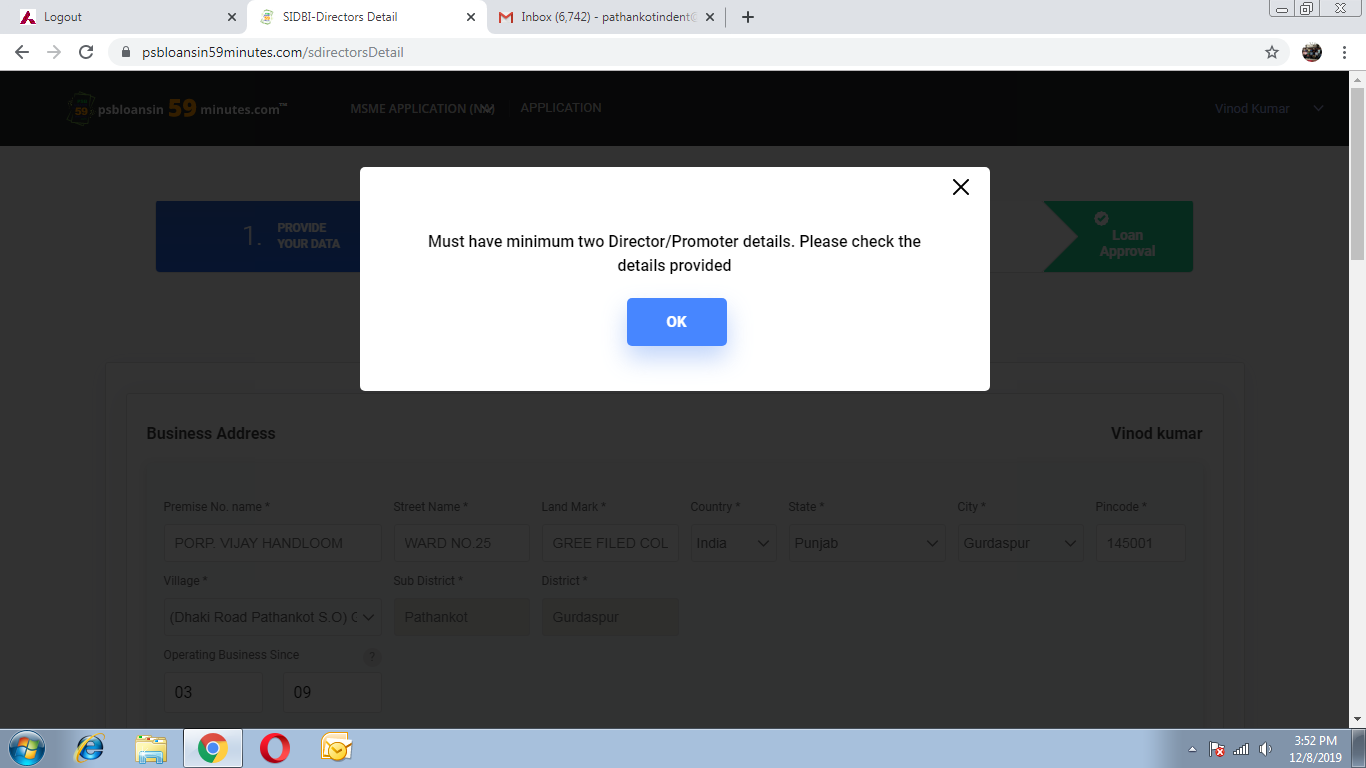 Logout
SIDBI-Directors Detail
Inbox (6,742) - pathankotindent@
psbloansin59minutes.com/sdirectorsDetail
psbloansin 59 minutes.com™
MSME APPLICATION (N
APPLICATION
Vinod Kumar
Must have minimum two Director/Promoter details. Please check the
details provided
OK
1. PROVIDE
YOUR DATA
Loan
Approval
Business Address
Vinod kumar
Premise No. name * Street Name * Land Mark * Country * State * City * Pincode *
PORP. VIJAY HANDLOOM WARD NO.25 GREE FILED COL India Punjab Gurdaspur 145001
Village * Sub District * District *
(Dhaki Road Pathankot S.O) G Pathankot Gurdaspur
Operating Business Since ?
03 09
3:52 PM
12/8/2019